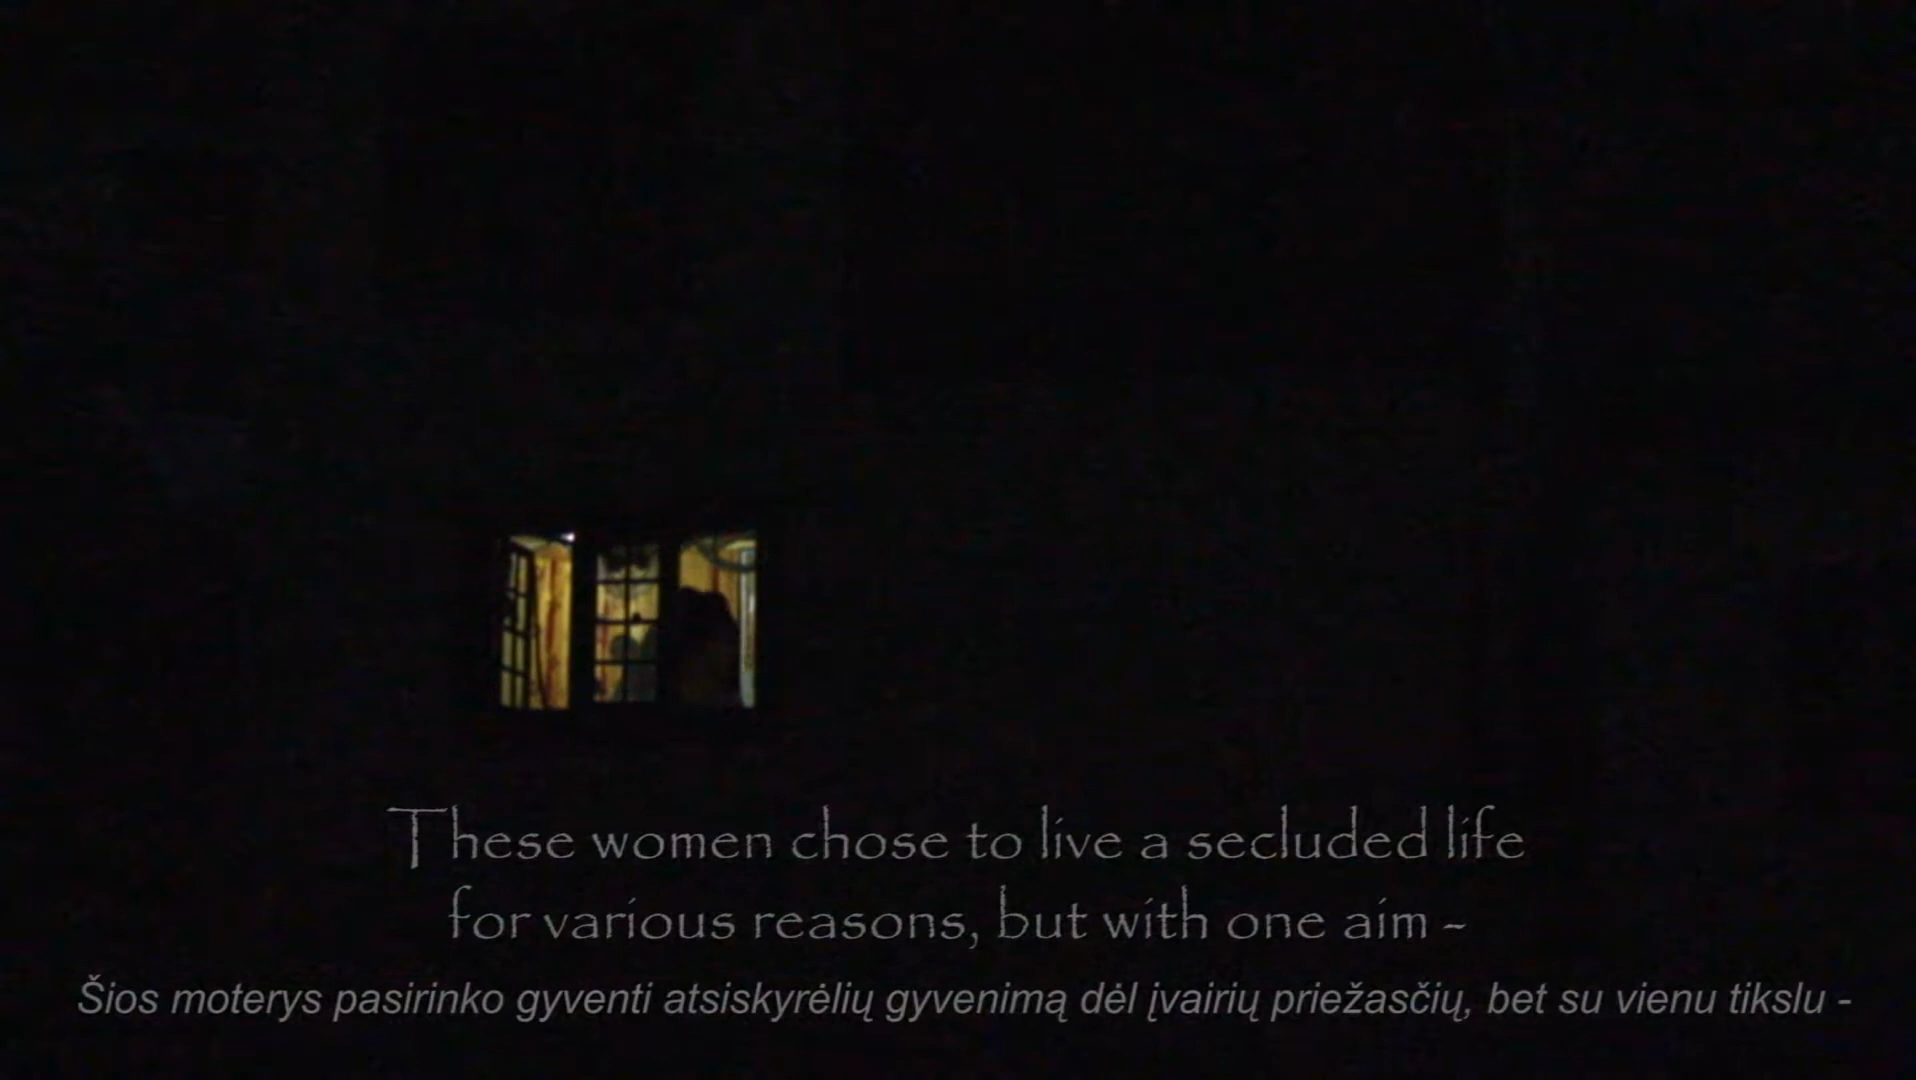 These women chose to live a secluded life
for various reasons, but with one aim –
Šios moterys pasirinko gyventi atsiskyrėlių gyvenimą dėl įvairių priežasčių, bet su vienu tikslu -